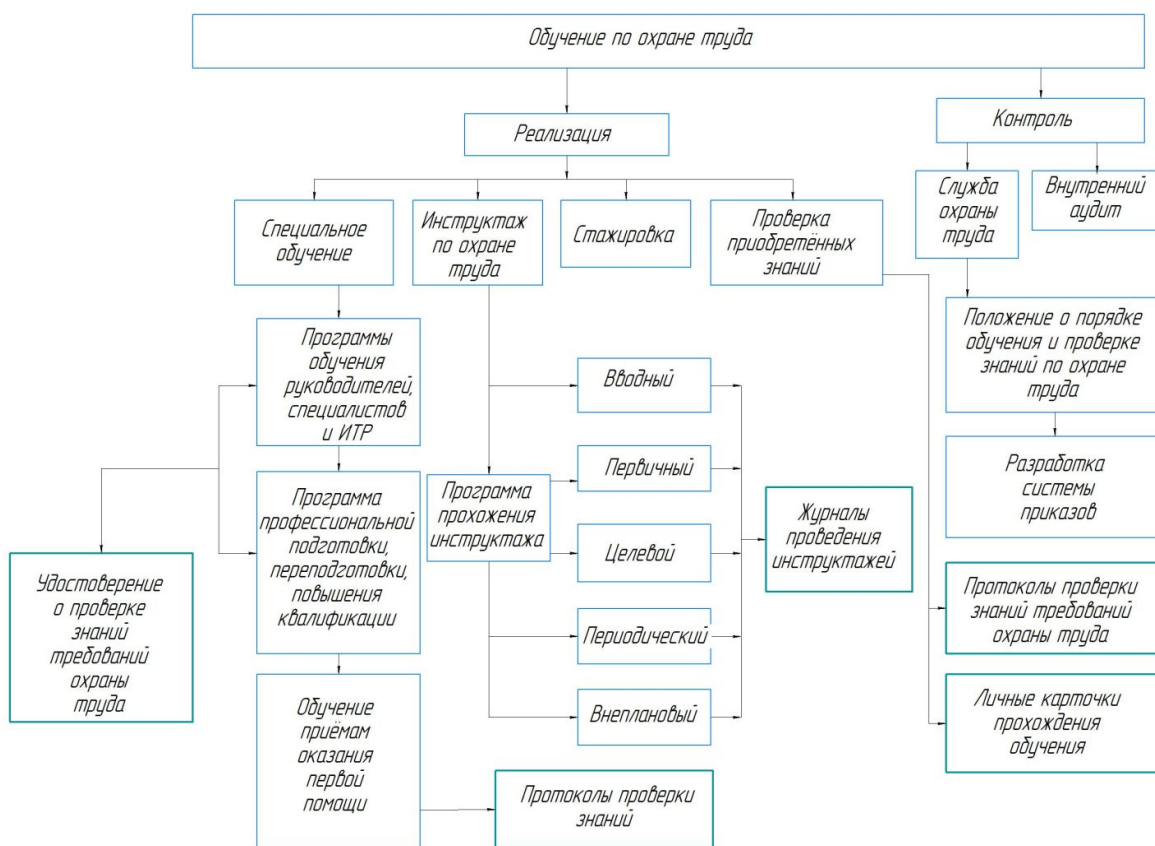 Обучение по охране труда
Реализация
Контроль
Специальное
обучение
Инструктаж
по охране
труда
Стажировка
Проверка
приобретённых
знаний
Служба
охраны
труда
Внутренний
аудит
Программы
обучения
руководителей,
специалистов
и ИТР
Положение о порядке
обучения и проверке
знаний по охране
труда
Вводный
Первичный
Программа
прохожения
инструктажа
Целевой
Периодический
Внеплановый
Журналы
проведения
инструктажей
Разработка
системы
приказов
Программа
профессиональной
подготовки,
переподготовки,
повышения
квалификации
Удостоверение
о проверке
знаний
требований
охраны
труда
Протоколы проверки
знаний требований
охраны труда
Личные карточки
прохождения
обучения
Обучение
приёмам
оказания
первой
помощи
Протоколы проверки
знаний